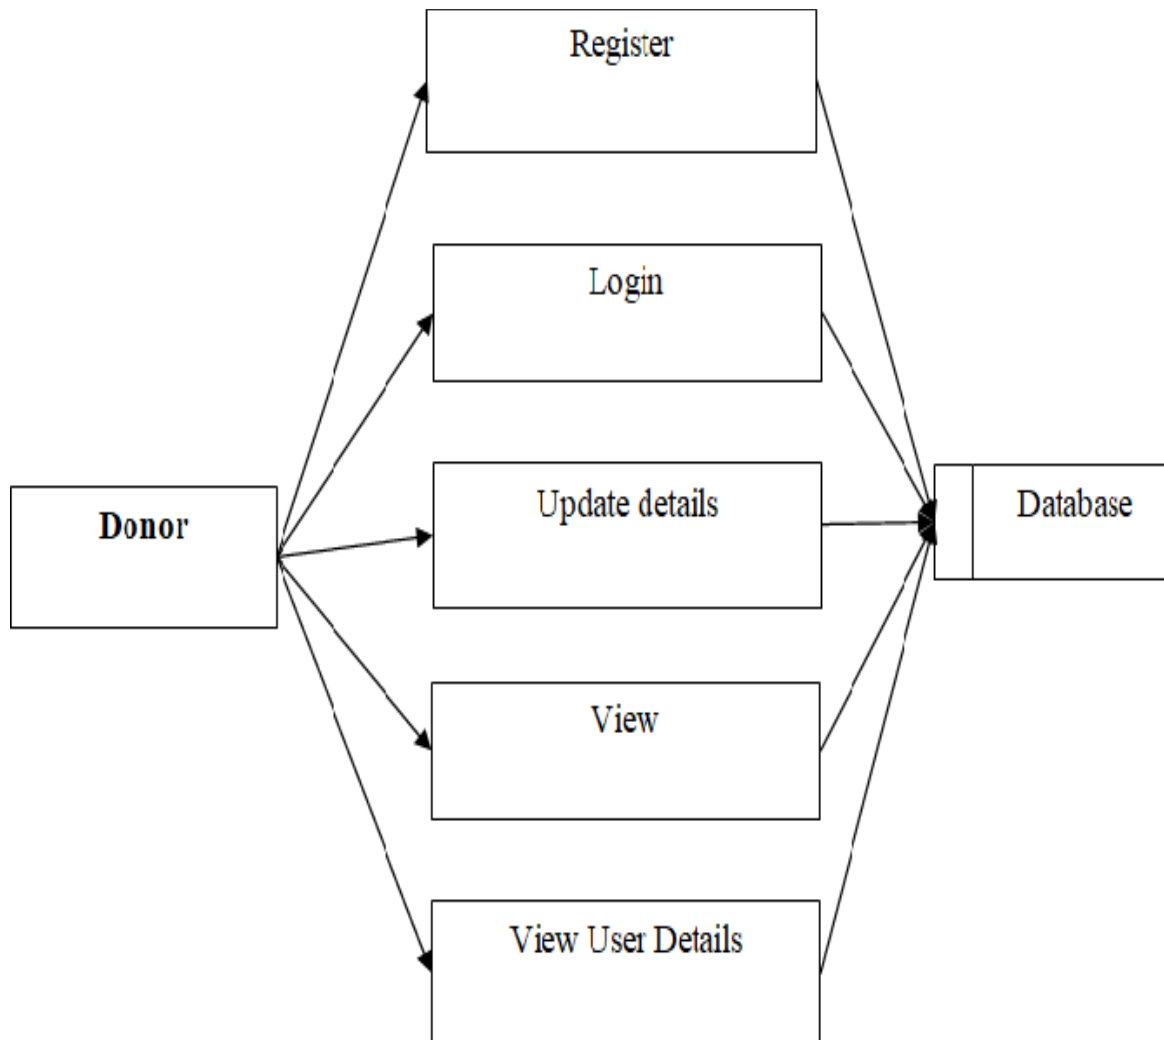 Register
Login
Donor
Update details
Database
View
View User Details